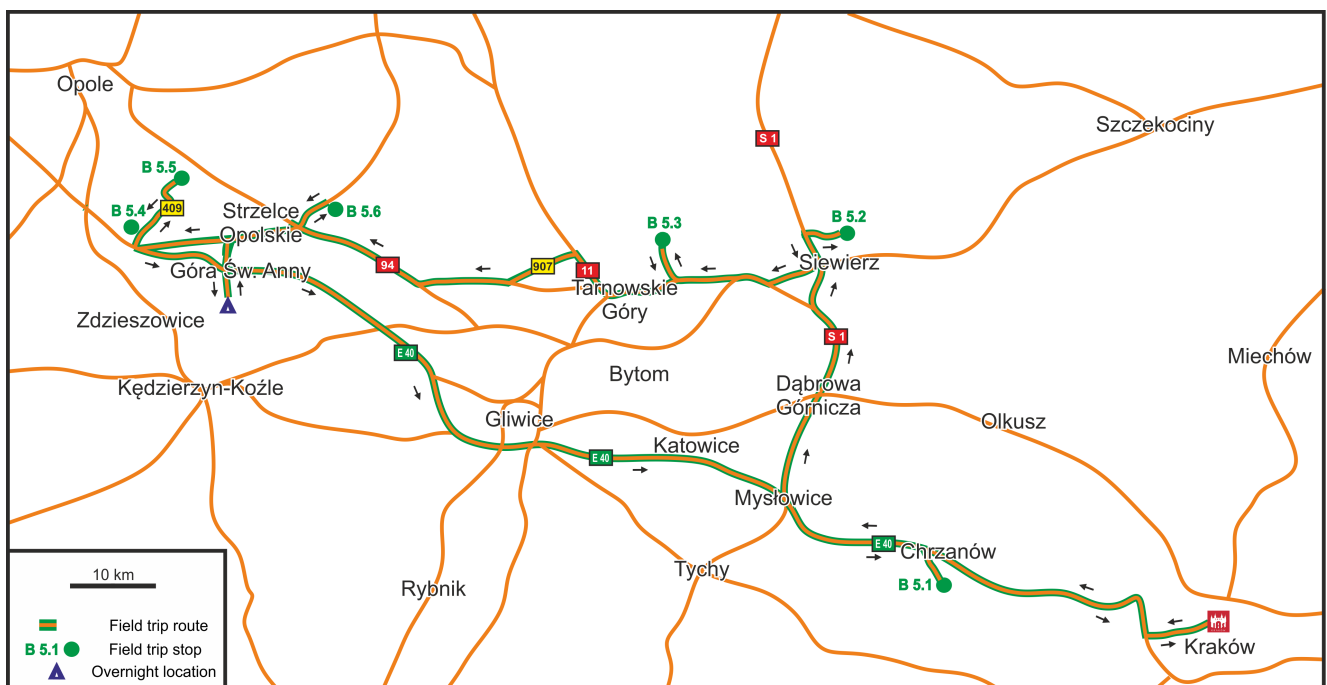 Opole
S 1
Szczekociny
B 5.5
409
B 5.4
Strzelce
Opolskie
B 5.6
B 5.3
B 5.2
94
907
11
Siewierz
Góra Św. Anny
Tarnowskie
Góry
Zdzieszowice
S 1
E 40
Miechów
Bytom
Kędzierzyn-Koźle
Dąbrowa
Górnicza
Gliwice
Olkusz
Katowice
E 40
Mysłowice
E 40
Chrzanów
B 5.1
Tychy
Rybnik
Kraków
10 km
Field trip route
B 5.1 Field trip stop
Overnight location